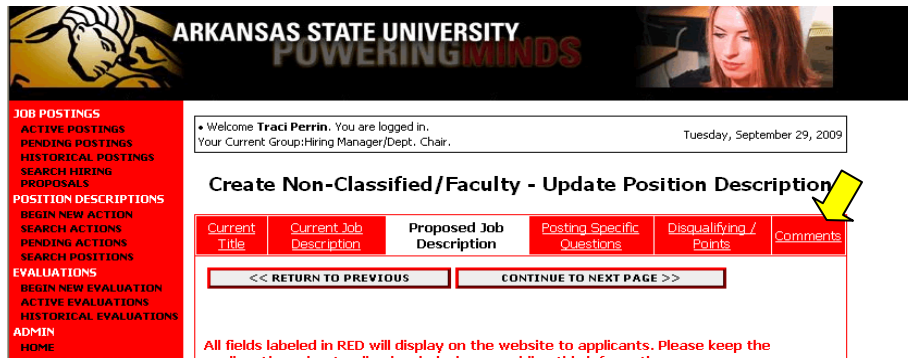 ARKANSAS STATE UNIVERSITY
POWERINGMINDS
JOB POSTINGS
ACTIVE POSTINGS
PENDING POSTINGS
HISTORICAL POSTINGS
SEARCH HIRING
PROPOSALS
POSITION DESCRIPTIONS
BEGIN NEW ACTION
SEARCH ACTIONS
PENDING ACTIONS
SEARCH POSITIONS
EVALUATIONS
BEGIN NEW EVALUATION
ACTIVE EVALUATIONS
HISTORICAL EVALUATIONS
ADMIN
HOME
• Welcome Traci Perrin. You are logged in.
Your Current Group:Hiring Manager/Dept. Chair.
Tuesday, September 29, 2009
Create Non-Classified/Faculty - Update Position Description
Current
Title
Current Job
Description
Proposed Job
Description
Posting Specific
Questions
Disqualifying /
Points
Comments
<< RETURN TO PREVIOUS
CONTINUE TO NEXT PAGE >>
All fields labeled in RED will display on the website to applicants. Please keep the